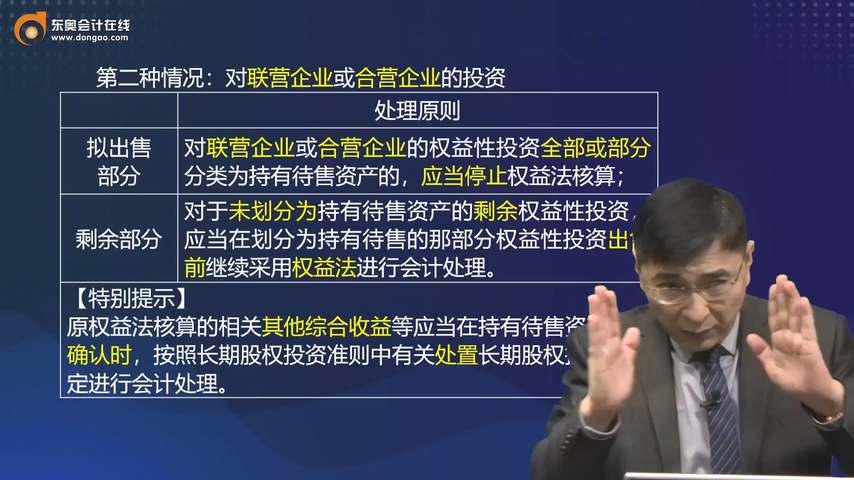 东奥会计在线
www.dongao.com
第二种情况：对联营企业或合营企业的投资
处理原则
拟出售
部分
对联营企业或合营企业的权益性投资全部或部分
分类为持有待售资产的，应当停止权益法核算；
剩余部分
对于未划分为持有待售资产的剩余权益性投资，
应当在划分为持有待售的那部分权益性投资出
前继续采用权益法进行会计处理。
【特别提示】
原权益法核算的相关其他综合收益等应当在持有待售资
确认时，按照长期股权投资准则中有关处置长期股权
定进行会计处理。